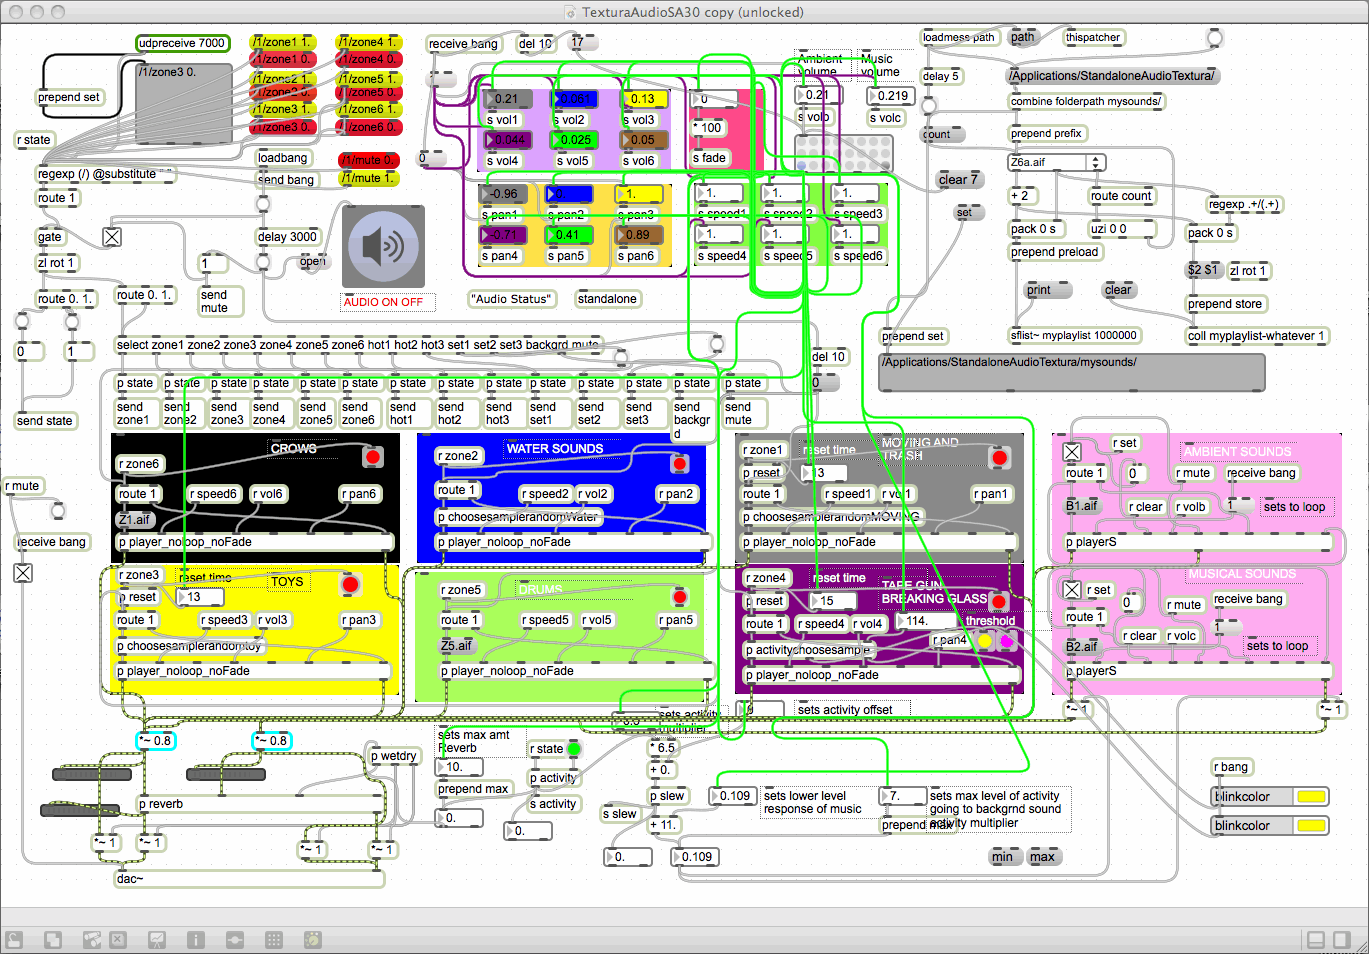 TexturaAudioSA30 copy (unlocked)
udpreceive 7000
/1/zone1 1.
/1/zone4 1.
receive bang
del 10
17
loadmess path
path
thispatcher
/1/zone1 0.
/1/zone4 0.
Ambient
volume
Music
volume
/1/zone3 0.
/1/zone2 1.
/1/zone5 1.
delay 5
/Applications/StandaloneAudioTextura/
prepend set
/1/zone2 0.
/1/zone5 0.
0.21
0.061
0.13
0
0.21
0.219
combine folderpath mysounds/
/1/zone3 1.
/1/zone6 1.
s vol1
s vol2
s vol3
s volb
s volc
/1/zone3 0.
/1/zone6 0.
* 100
count
prepend prefix
r state
0.044
0.025
0.05
loadbang
/1/mute 0.
0
s vol4
s vol5
s vol6
s fade
Z6a.aif
regexp (/) @substitute " "
send bang
/1/mute 1.
clear 7
route 1
-0.96
1.
1.
1.
1.
+ 2
route count
regexp .+/(.+)
s pan1
s pan2
s pan3
s speed1
s speed2
s speed3
set
gate
delay 3000
-0.71
0.41
0.89
1.
1.
1.
pack 0 s
uzi 0 0
pack 0 s
zl rot 1
1
open
s pan4
s pan5
s pan6
s speed4
s speed5
s speed6
prepend preload
$2 $1
zl rot 1
route 0. 1.
route 0. 1.
send
mute
AUDIO ON OFF
"Audio Status"
standalone
print
clear
prepend store
prepend set
sflist~ myplaylist 1000000
coll myplaylist-whatever 1
0
1
select zone1 zone2 zone3 zone4 zone5 zone6 hot1 hot2 hot3 set1 set2 set3 backgrd mute
del 10
/Applications/StandaloneAudioTextura/mysounds/
p state
p state
p state
p state
p state
p state
p state
p state
p state
p state
p state
p state
p state
p state
0
send state
send
zone1
send
zone2
send
zone3
send
zone4
send
zone5
send
zone6
send
hot1
send
hot2
send
hot3
send
set1
send
set2
send
set3
send
backgr
d
send
mute
CROWS
WATER SOUNDS
MOVING AND
TRASH
AMBIENT SOUNDS
r zone6
r zone2
r zone1
reset time
r set
p reset
13
route 1
0
r mute
receive bang
r mute
route 1
r speed6
r vol6
r pan6
route 1
r speed2
r vol2
r pan2
route 1
r speed1
r vol1
r pan1
B1.aif
r clear
r volb
1
sets to loop
Z1.aif
p choosesamplerandomWater
p choosesamplerandomMOVING
receive bang
p player_noloop_noFade
p player_noloop_noFade
p player_noloop_noFade
p playerS
r zone3
reset time
TOYS
r zone5
DRUMS
r zone4
reset time
TAPE GUN
BREAKING GLASS
MUSICAL SOUNDS
p reset
13
p reset
15
r set
0
r mute
receive bang
route 1
r speed3
r vol3
r pan3
route 1
r speed5
r vol5
r pan5
route 1
r speed4
r vol4
114.
threshold
route 1
1
p choosesamplerandomtoy
Z5.aif
r pan4
p activitychoosesample
r clear
r volc
B2.aif
sets to loop
p player_noloop_noFade
p player_noloop_noFade
p player_noloop_noFade
p playerS
sets activity
multiplier
sets activity offset
*~ 1
*~ 1
*~ 0.8
*~ 0.8
sets max amt
Reverb
r state
* 6.5
p wetdry
10.
p activity
+ 0.
r bang
prepend max
s activity
p slew
0.109
sets lower level
response of music
7.
sets max level of activity
going to backgrnd sound
activity multiplier
blinkcolor
p reverb
0.
0.
s slew
+ 11.
prepend max
blinkcolor
*~ 1
*~ 1
*~ 1
*~ 1
0.
0.109
min
max
dac~